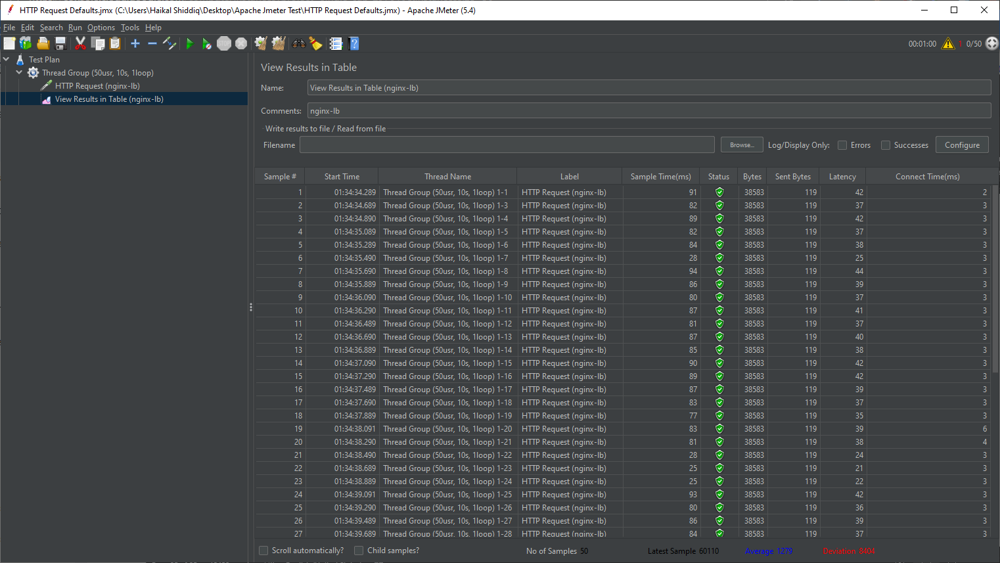 HTTP Request Defaults.jmx (C:\Users\Haikal Shiddiq\Desktop\Apache Jmeter Test\HTTP Request Defaults.jmx) - Apache JMeter (5.4)
File Edit Search Run Options Tools Help
00:01:00 1 0/50
Test Plan
Thread Group (50usr, 10s, 1loop)
HTTP Request (nginx-lb)
View Results in Table (nginx-lb)
View Results in Table
Name: View Results in Table (nginx-lb)
Comments: nginx-lb
Write results to file / Read from file
Filename Browse... Log/Display Only: Errors Successes Configure
Sample # Start Time Thread Name Label Sample Time(ms) Status Bytes Sent Bytes Latency Connect Time(ms)
1 01:34:34.289 Thread Group (50usr, 10s, 1loop) 1-1 HTTP Request (nginx-lb) 91 38583 119 42 2
2 01:34:34.689 Thread Group (50usr, 10s, 1loop) 1-3 HTTP Request (nginx-lb) 82 38583 119 37 3
3 01:34:34.890 Thread Group (50usr, 10s, 1loop) 1-4 HTTP Request (nginx-lb) 89 38583 119 42 3
4 01:34:35.089 Thread Group (50usr, 10s, 1loop) 1-5 HTTP Request (nginx-lb) 82 38583 119 37 3
5 01:34:35.289 Thread Group (50usr, 10s, 1loop) 1-6 HTTP Request (nginx-lb) 84 38583 119 38 3
6 01:34:35.490 Thread Group (50usr, 10s, 1loop) 1-7 HTTP Request (nginx-lb) 28 38583 119 25 3
7 01:34:35.690 Thread Group (50usr, 10s, 1loop) 1-8 HTTP Request (nginx-lb) 94 38583 119 44 3
8 01:34:35.889 Thread Group (50usr, 10s, 1loop) 1-9 HTTP Request (nginx-lb) 86 38583 119 39 3
9 01:34:36.090 Thread Group (50usr, 10s, 1loop) 1-10 HTTP Request (nginx-lb) 80 38583 119 37 3
10 01:34:36.290 Thread Group (50usr, 10s, 1loop) 1-11 HTTP Request (nginx-lb) 87 38583 119 41 3
11 01:34:36.489 Thread Group (50usr, 10s, 1loop) 1-12 HTTP Request (nginx-lb) 81 38583 119 37 3
12 01:34:36.690 Thread Group (50usr, 10s, 1loop) 1-13 HTTP Request (nginx-lb) 87 38583 119 40 3
13 01:34:36.889 Thread Group (50usr, 10s, 1loop) 1-14 HTTP Request (nginx-lb) 85 38583 119 38 3
14 01:34:37.090 Thread Group (50usr, 10s, 1loop) 1-15 HTTP Request (nginx-lb) 90 38583 119 42 3
15 01:34:37.290 Thread Group (50usr, 10s, 1loop) 1-16 HTTP Request (nginx-lb) 89 38583 119 42 3
16 01:34:37.489 Thread Group (50usr, 10s, 1loop) 1-17 HTTP Request (nginx-lb) 87 38583 119 39 3
17 01:34:37.690 Thread Group (50usr, 10s, 1loop) 1-18 HTTP Request (nginx-lb) 83 38583 119 37 3
18 01:34:37.889 Thread Group (50usr, 10s, 1loop) 1-19 HTTP Request (nginx-lb) 77 38583 119 35 3
19 01:34:38.091 Thread Group (50usr, 10s, 1loop) 1-20 HTTP Request (nginx-lb) 83 38583 119 39 6
20 01:34:38.290 Thread Group (50usr, 10s, 1loop) 1-21 HTTP Request (nginx-lb) 81 38583 119 38 4
21 01:34:38.490 Thread Group (50usr, 10s, 1loop) 1-22 HTTP Request (nginx-lb) 28 38583 119 24 3
22 01:34:38.689 Thread Group (50usr, 10s, 1loop) 1-23 HTTP Request (nginx-lb) 25 38583 119 21 3
23 01:34:38.889 Thread Group (50usr, 10s, 1loop) 1-24 HTTP Request (nginx-lb) 25 38583 119 22 3
24 01:34:39.091 Thread Group (50usr, 10s, 1loop) 1-25 HTTP Request (nginx-lb) 93 38583 119 42 3
25 01:34:39.290 Thread Group (50usr, 10s, 1loop) 1-26 HTTP Request (nginx-lb) 80 38583 119 36 3
26 01:34:39.489 Thread Group (50usr, 10s, 1loop) 1-27 HTTP Request (nginx-lb) 86 38583 119 39 3
27 01:34:39.689 Thread Group (50usr, 10s, 1loop) 1-28 HTTP Request (nginx-lb) 84 38583 119 37 3
Scroll automatically? Child samples? No of Samples 50 Latest Sample 60110 Average 1279 Deviation 8404